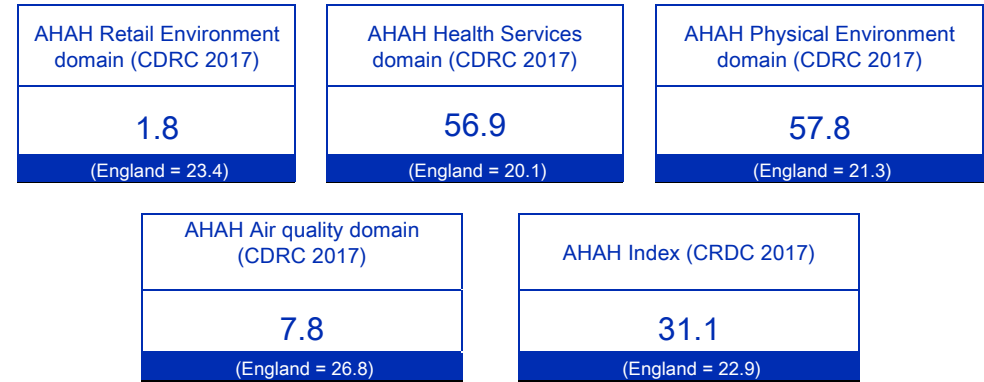 AHAH Retail Environment
domain (CDRC 2017)
1.8
(England = 23.4)
AHAH Health Services
domain (CDRC 2017)
56.9
(England = 20.1)
AHAH Physical Environment
domain (CDRC 2017)
57.8
(England = 21.3)
AHAH Air quality domain
(CDRC 2017)
7.8
(England = 26.8)
AHAH Index (CRDC 2017)
31.1
(England = 22.9)